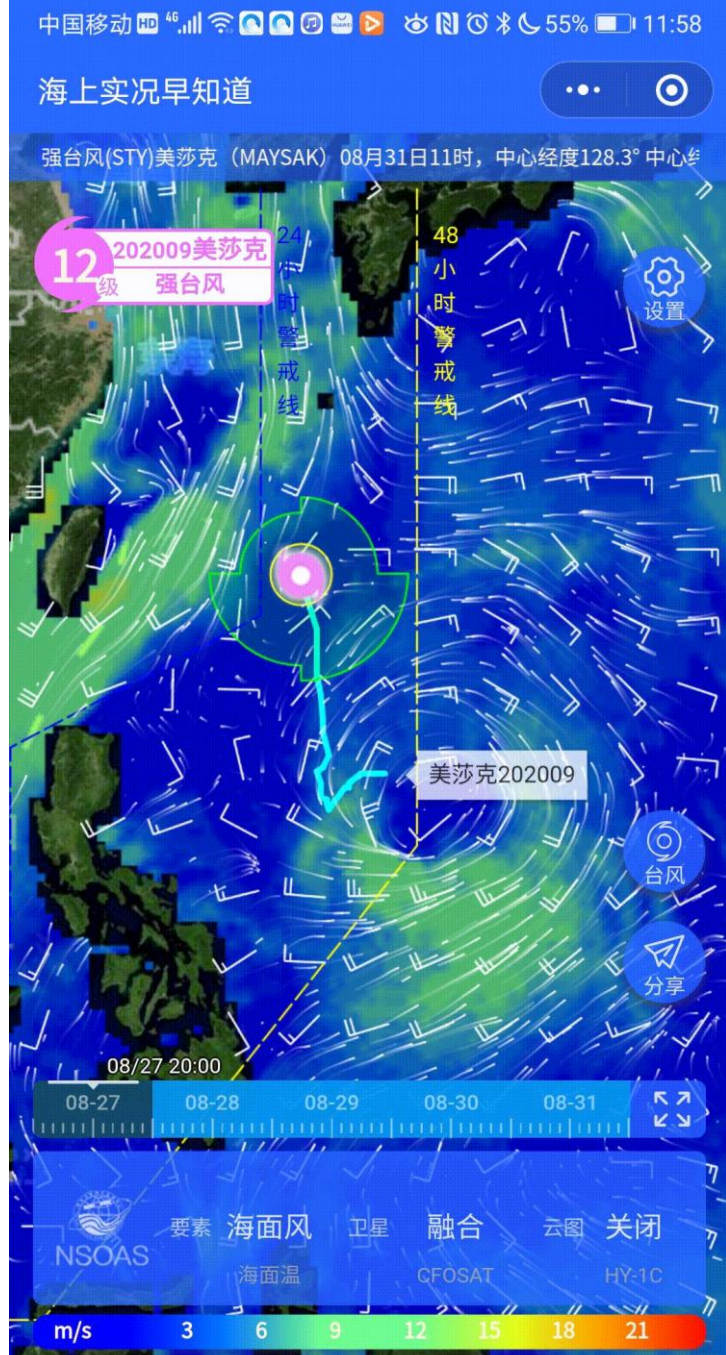 中国移动 HD 4G 55% 11:58
海上实况早知道
强台风(STY)美莎克（MAYSAK）08月31日11时，中心经度128.3° 中心纟
12级
202009美莎克
强台风
24小时警戒线
48小时警戒线
设置
美莎克202009
台风
分享
08/27 20:00
08-27 08-28 08-29 08-30 08-31
要素 海面风 卫星 融合 云图 关闭
NSOAS
海面温 CFOSAT HY-1C
m/s 3 6 9 12 15 18 21